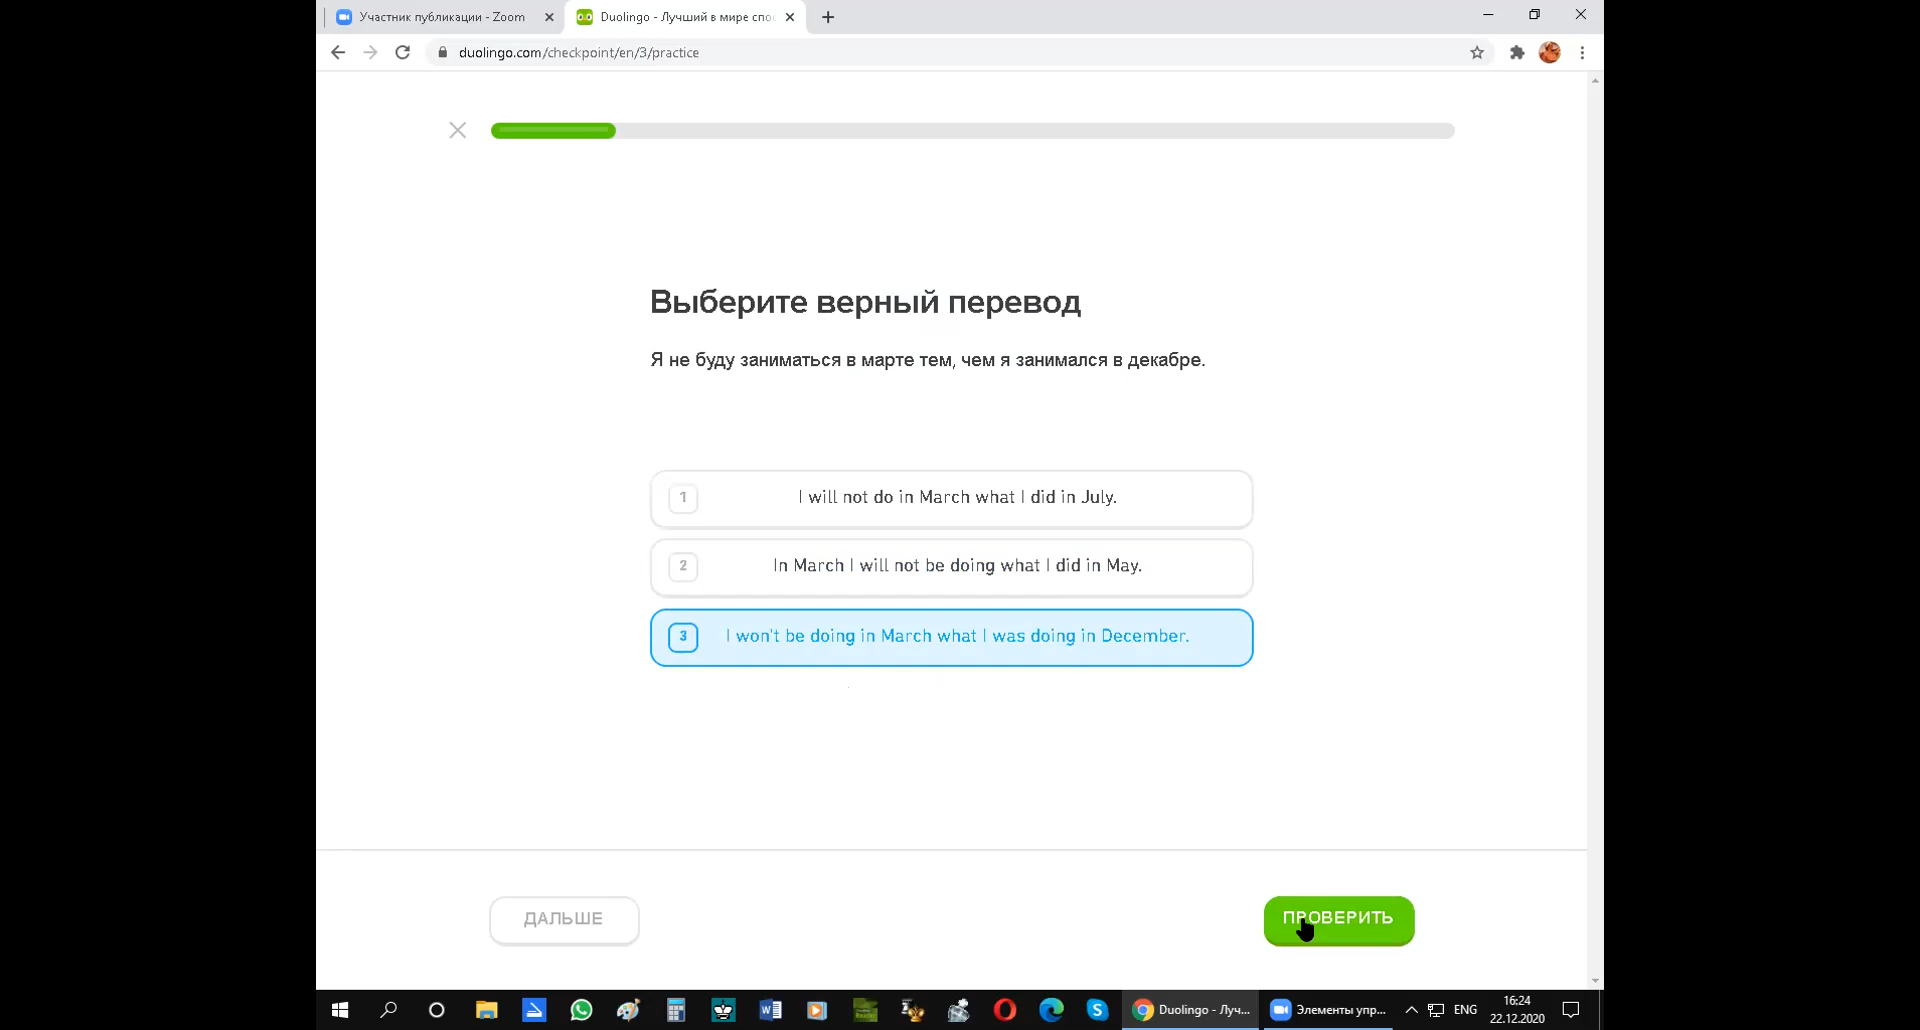 Участник публикации - Zoom
Duolingo - Лучший в мире спос
duolingo.com/checkpoint/en/3/practice
Выберите верный перевод
Я не буду заниматься в марте тем, чем я занимался в декабре.
1 I will not do in March what I did in July.
2 In March I will not be doing what I did in May.
3 I won't be doing in March what I was doing in December.
ДАЛЬШЕ
ПРОВЕРИТЬ
Duolingo - Луч...
Элементы упр...
ENG
16:24
22.12.2020